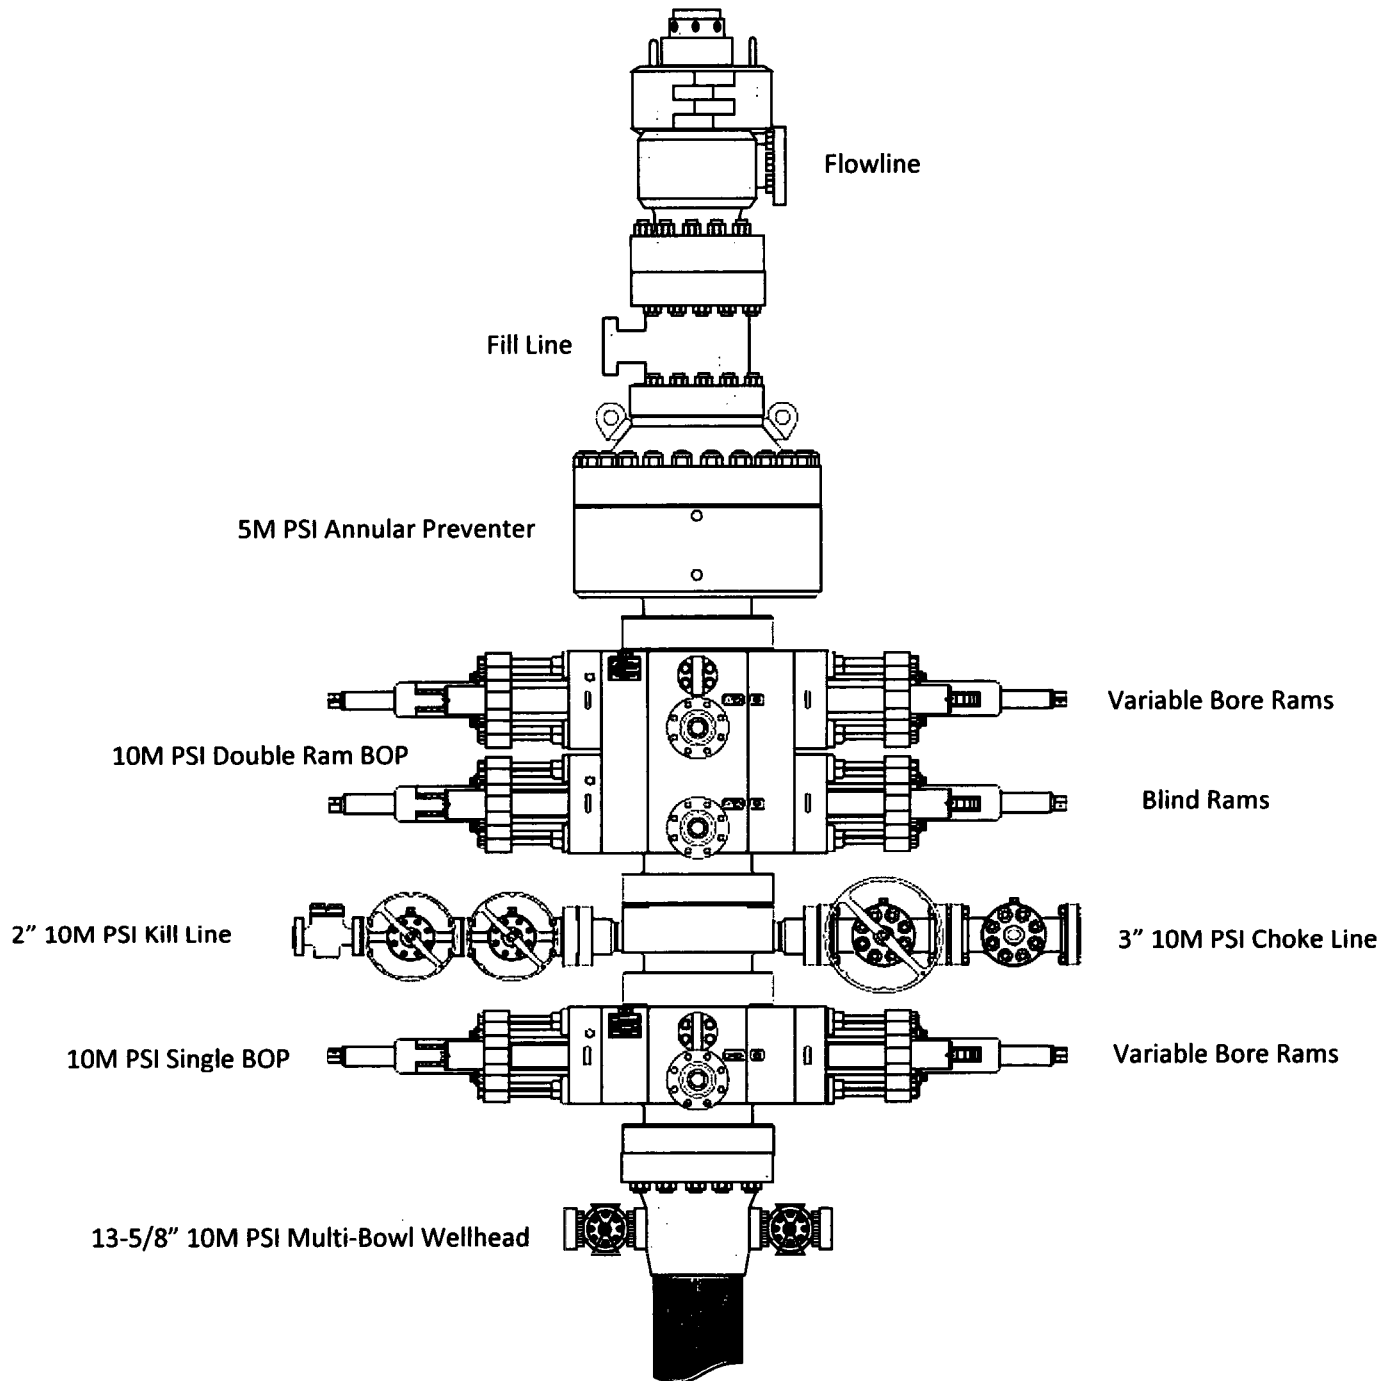 Flowline
Fill Line
5M PSI Annular Preventer
Variable Bore Rams
10M PSI Double Ram BOP
Blind Rams
2” 10M PSI Kill Line
3” 10M PSI Choke Line
10M PSI Single BOP
Variable Bore Rams
13-5/8” 10M PSI Multi-Bowl Wellhead